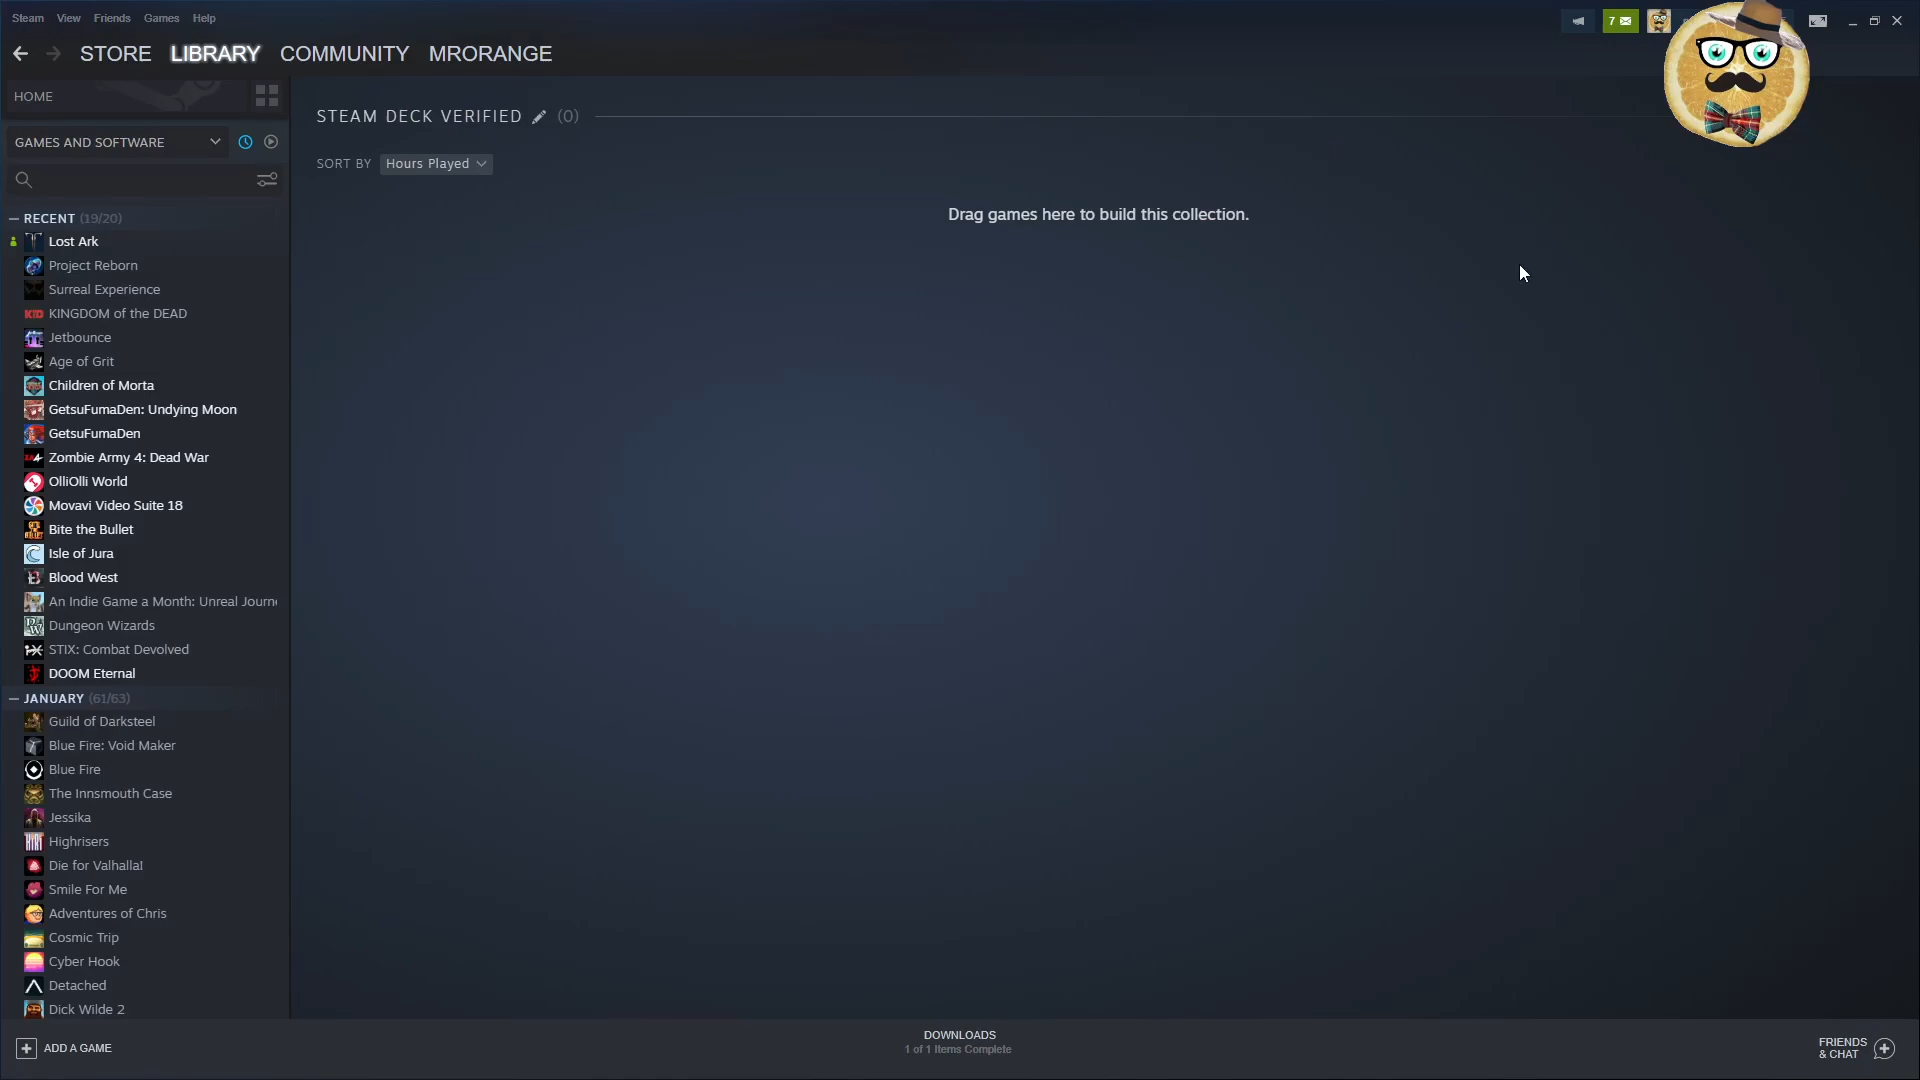 Steam View Friends Games Help
7
STORE LIBRARY COMMUNITY MRORANGE
HOME
GAMES AND SOFTWARE
RECENT (19/20)
Lost Ark
Project Reborn
Surreal Experience
KINGDOM of the DEAD
Jetbounce
Age of Grit
Children of Morta
GetsuFumaDen: Undying Moon
GetsuFumaDen
Zombie Army 4: Dead War
OlliOlli World
Movavi Video Suite 18
Bite the Bullet
Isle of Jura
Blood West
An Indie Game a Month: Unreal Journ
Dungeon Wizards
STIX: Combat Devolved
DOOM Eternal
JANUARY (61/63)
Guild of Darksteel
Blue Fire: Void Maker
Blue Fire
The Innsmouth Case
Jessika
Highrisers
Die for Valhalla!
Smile For Me
Adventures of Chris
Cosmic Trip
Cyber Hook
Detached
Dick Wilde 2
STEAM DECK VERIFIED (0)
SORT BY Hours Played
Drag games here to build this collection.
ADD A GAME
DOWNLOADS
1 of 1 Items Complete
FRIENDS
& CHAT